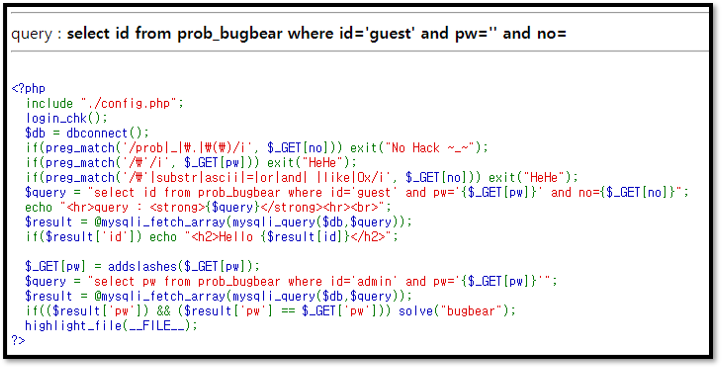 query : select id from prob_bugbear where id='guest' and pw='' and no=
<?php
include "./config.php";
login_chk();
$db = dbconnect();
if(preg_match('/prob|_|₩.|₩(₩)/i', $_GET[no])) exit("No Hack ~_~");
if(preg_match('/₩'/i', $_GET[pw])) exit("HeHe");
if(preg_match('/₩'|substr|ascii|=|or|and| |like|0x/i', $_GET[no])) exit("HeHe");
$query = "select id from prob_bugbear where id='guest' and pw='{$_GET[pw]}' and no={$_GET[no]}";
echo "<hr>query : <strong>{$query}</strong><hr><br>";
$result = @mysqli_fetch_array(mysqli_query($db,$query));
if($result['id']) echo "<h2>Hello {$result[id]}</h2>";
$_GET[pw] = addslashes($_GET[pw]);
$query = "select pw from prob_bugbear where id='admin' and pw='{$_GET[pw]}'";
$result = @mysqli_fetch_array(mysqli_query($db,$query));
if(($result['pw']) && ($result['pw'] == $_GET['pw'])) solve("bugbear");
highlight_file(__FILE__);
?>